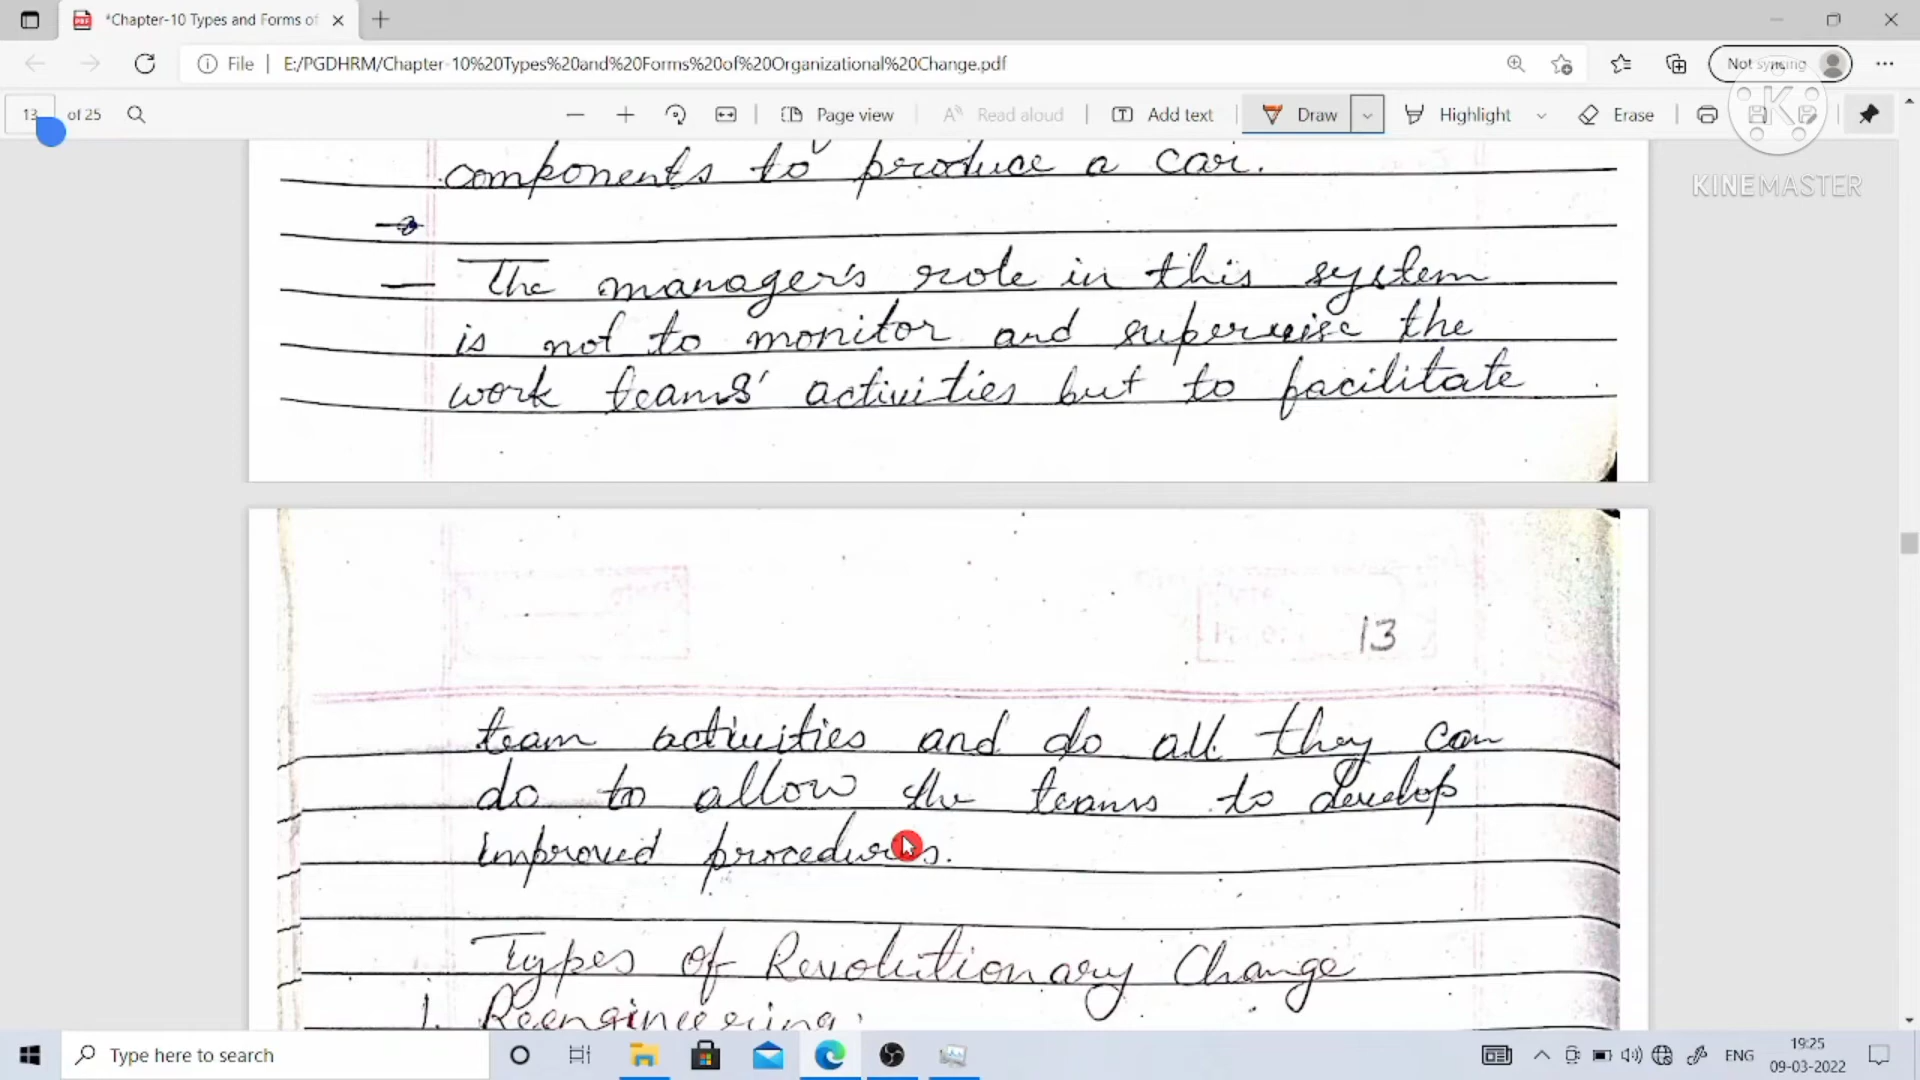 *Chapter-10 Types and Forms of
File E:/PGDHRM/Chapter-10%20Types%20and%20Forms%20of%20Organizational%20Change.pdf
Not syncing
13 of 25 Page view Read aloud Add text Draw Highlight Erase
KINEMASTER
components to produce a car.
The manager's role in this system
is not to monitor and supervise the
work teams' activities but to facilitate
13
team activities and do all they can
do to allow the teams to develop
improved procedures.
Types of Revolutionary Change
1. Reengineering:
Type here to search
ENG
19:25
09-03-2022